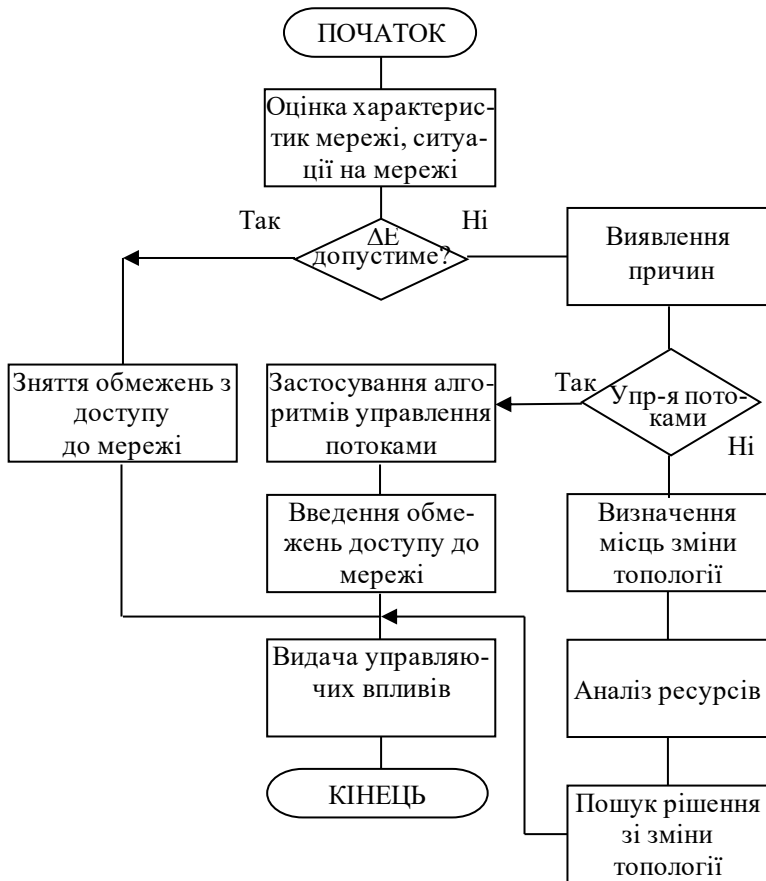 ПОЧАТОК
Оцінка характерис-
тик мережі, ситуа-
ції на мережі
Так
Ні
ΔЕ
допустиме?
Виявлення
причин
Зняття обмежень з
доступу
до мережі
Застосування алго-
ритмів управління
потоками
Так
Упр-я пото-
ками
Ні
Введення обме-
жень доступу до
мережі
Визначення
місць зміни
топології
Видача управляю-
чих впливів
Аналіз ресурсів
КІНЕЦЬ
Пошук рішення
зі зміни
топології